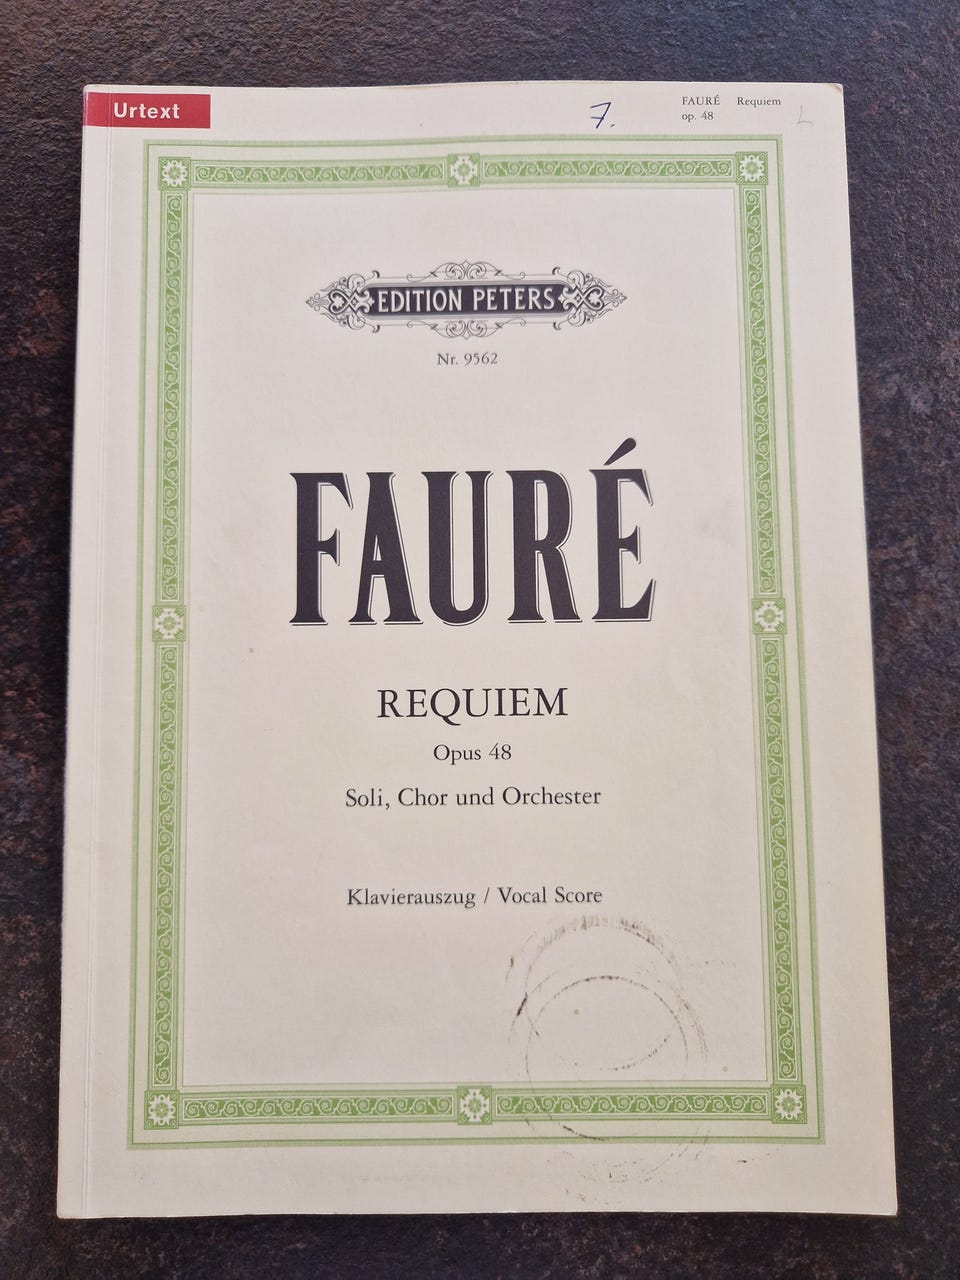 Urtext
7.
FAURÉ Requiem
op. 48
L
EDITION PETERS
Nr. 9562
FAURÉ
REQUIEM
Opus 48
Soli, Chor und Orchester
Klavierauszug / Vocal Score